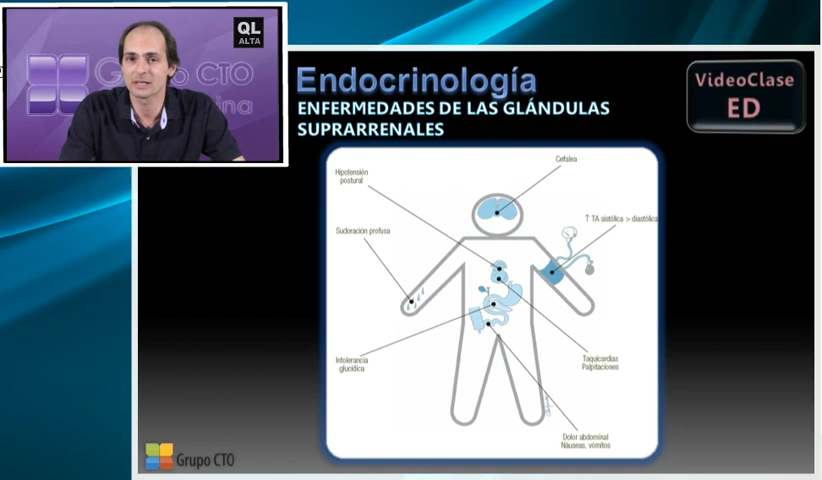 QL
ALTA
Grupo CTO
Endocrinología
ENFERMEDADES DE LAS GLÁNDULAS
SUPRARRENALES
VideoClase
ED
Cefalea
Hipotensión
postural
↑ TA sistólica > diastólica
Sudoración profusa
Intolerancia
glucídica
Taquicardias
Palpitaciones
Dolor abdominal
Náuseas, vómitos
Grupo CTO